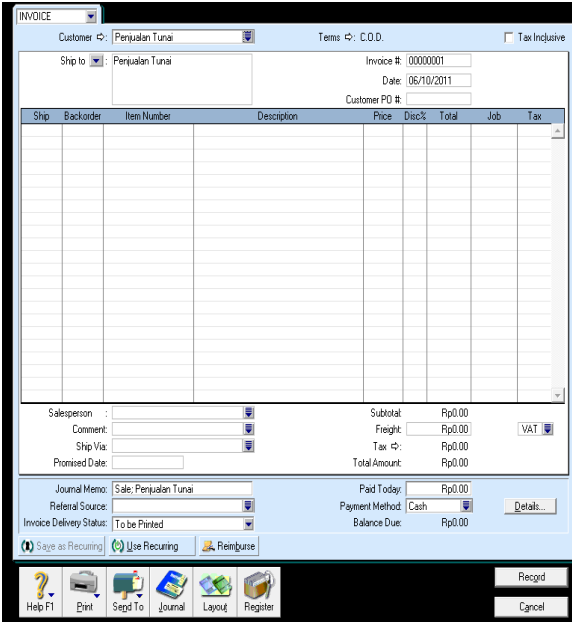 INVOICE
Customer ⇨: Penjualan Tunai Terms ⇨: C.O.D. Tax Inclusive
Ship to : Penjualan Tunai Invoice #: 00000001
Date: 06/10/2011
Customer PO #:
Ship Backorder Item Number Description Price Disc% Total Job Tax
Salesperson : Subtotal: Rp0.00
Comment: Freight: Rp0.00 VAT
Ship Via: Tax ⇨: Rp0.00
Promised Date: Total Amount: Rp0.00
Journal Memo: Sale; Penjualan Tunai Paid Today: Rp0.00
Referral Source: Payment Method: Cash Details...
Invoice Delivery Status: To be Printed Balance Due: Rp0.00
Save as Recurring Use Recurring Reimburse
Help F1 Print Send To Journal Layout Register
Record
Cancel